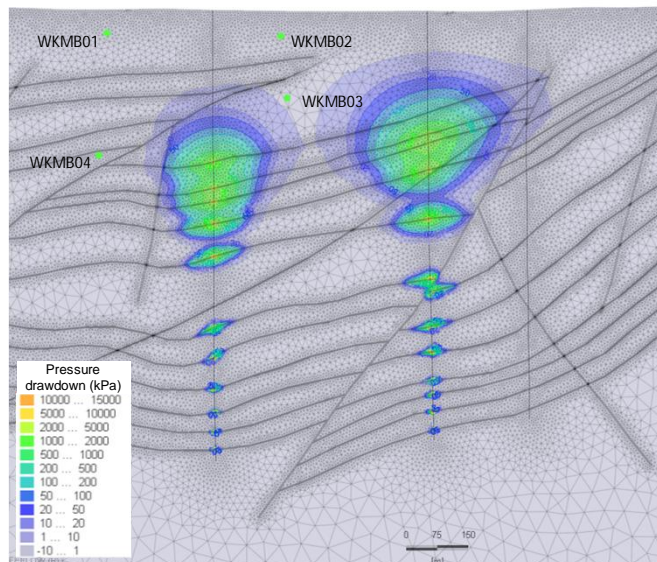 WKMB01
WKMB02
WKMB03
WKMB04
Pressure
drawdown (kPa)
10000 ... 15000
5000 ... 10000
2000 ... 5000
1000 ... 2000
500 ... 1000
200 ... 500
100 ... 200
50 ... 100
20 ... 50
10 ... 20
1 ... 10
-10 ... 1
0 75 150
[m]